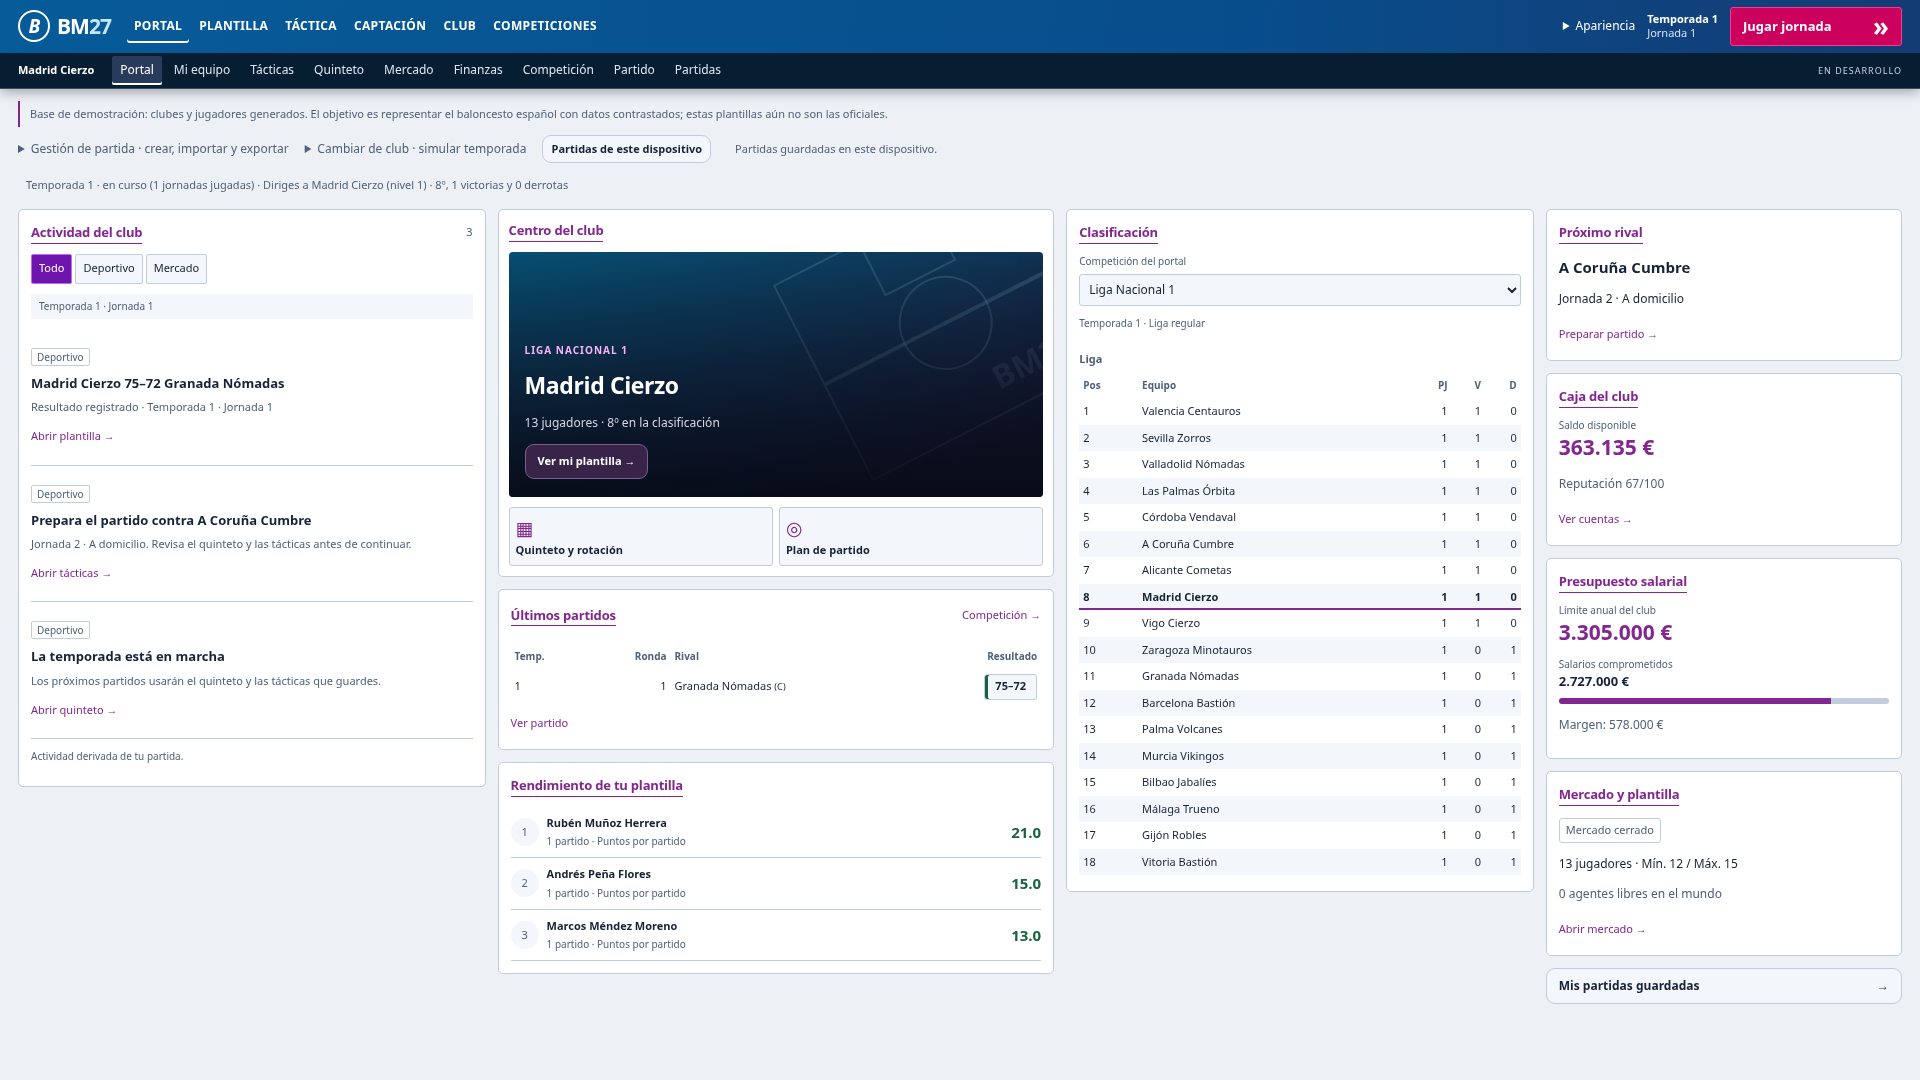 B BM27 PORTAL PLANTILLA TÁCTICA CAPTACIÓN CLUB COMPETICIONES
▶ Apariencia
Temporada 1
Jornada 1
Jugar jornada »
Madrid Cierzo Portal Mi equipo Tácticas Quinteto Mercado Finanzas Competición Partido Partidas EN DESARROLLO
Base de demostración: clubes y jugadores generados. El objetivo es representar el baloncesto español con datos contrastados; estas plantillas aún no son las oficiales.
▶ Gestión de partida · crear, importar y exportar ▶ Cambiar de club · simular temporada Partidas de este dispositivo Partidas guardadas en este dispositivo.
Temporada 1 · en curso (1 jornadas jugadas) · Diriges a Madrid Cierzo (nivel 1) · 8º, 1 victorias y 0 derrotas
Actividad del club 3
Todo Deportivo Mercado
Temporada 1 · Jornada 1
Deportivo
Madrid Cierzo 75–72 Granada Nómadas
Resultado registrado · Temporada 1 · Jornada 1
Abrir plantilla →
Deportivo
Prepara el partido contra A Coruña Cumbre
Jornada 2 · A domicilio. Revisa el quinteto y las tácticas antes de continuar.
Abrir tácticas →
Deportivo
La temporada está en marcha
Los próximos partidos usarán el quinteto y las tácticas que guardes.
Abrir quinteto →
Actividad derivada de tu partida.
Centro del club
LIGA NACIONAL 1
Madrid Cierzo
13 jugadores · 8º en la clasificación
Ver mi plantilla →
Quinteto y rotación
Plan de partido
Últimos partidos Competición →
Temp. Ronda Rival Resultado
1 1 Granada Nómadas (C) 75–72
Ver partido
Rendimiento de tu plantilla
1 Rubén Muñoz Herrera 21.0
1 partido · Puntos por partido
2 Andrés Peña Flores 15.0
1 partido · Puntos por partido
3 Marcos Méndez Moreno 13.0
1 partido · Puntos por partido
Clasificación
Competición del portal
Liga Nacional 1
Temporada 1 · Liga regular
Liga
Pos Equipo PJ V D
1 Valencia Centauros 1 1 0
2 Sevilla Zorros 1 1 0
3 Valladolid Nómadas 1 1 0
4 Las Palmas Órbita 1 1 0
5 Córdoba Vendaval 1 1 0
6 A Coruña Cumbre 1 1 0
7 Alicante Cometas 1 1 0
8 Madrid Cierzo 1 1 0
9 Vigo Cierzo 1 1 0
10 Zaragoza Minotauros 1 0 1
11 Granada Nómadas 1 0 1
12 Barcelona Bastión 1 0 1
13 Palma Volcanes 1 0 1
14 Murcia Vikingos 1 0 1
15 Bilbao Jabalíes 1 0 1
16 Málaga Trueno 1 0 1
17 Gijón Robles 1 0 1
18 Vitoria Bastión 1 0 1
Próximo rival
A Coruña Cumbre
Jornada 2 · A domicilio
Preparar partido →
Caja del club
Saldo disponible
363.135 €
Reputación 67/100
Ver cuentas →
Presupuesto salarial
Límite anual del club
3.305.000 €
Salarios comprometidos
2.727.000 €
Margen: 578.000 €
Mercado y plantilla
Mercado cerrado
13 jugadores · Mín. 12 / Máx. 15
0 agentes libres en el mundo
Abrir mercado →
Mis partidas guardadas →